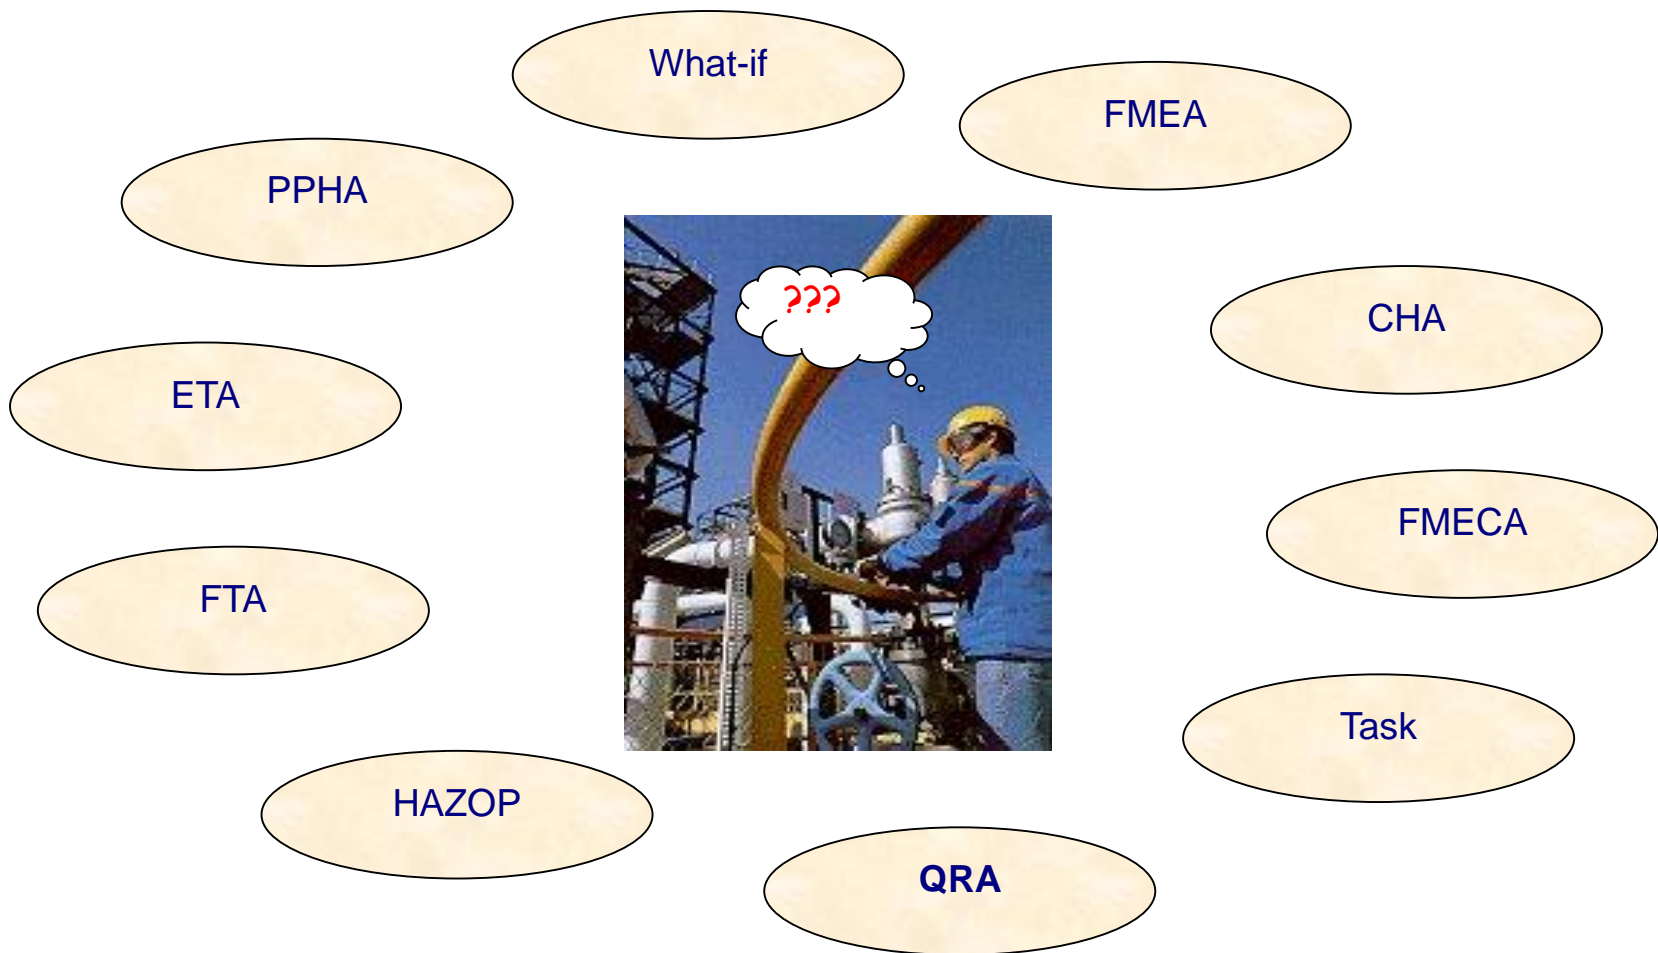 What-if
FMEA
PPHA
???
CHA
ETA
FMECA
FTA
Task
HAZOP
QRA